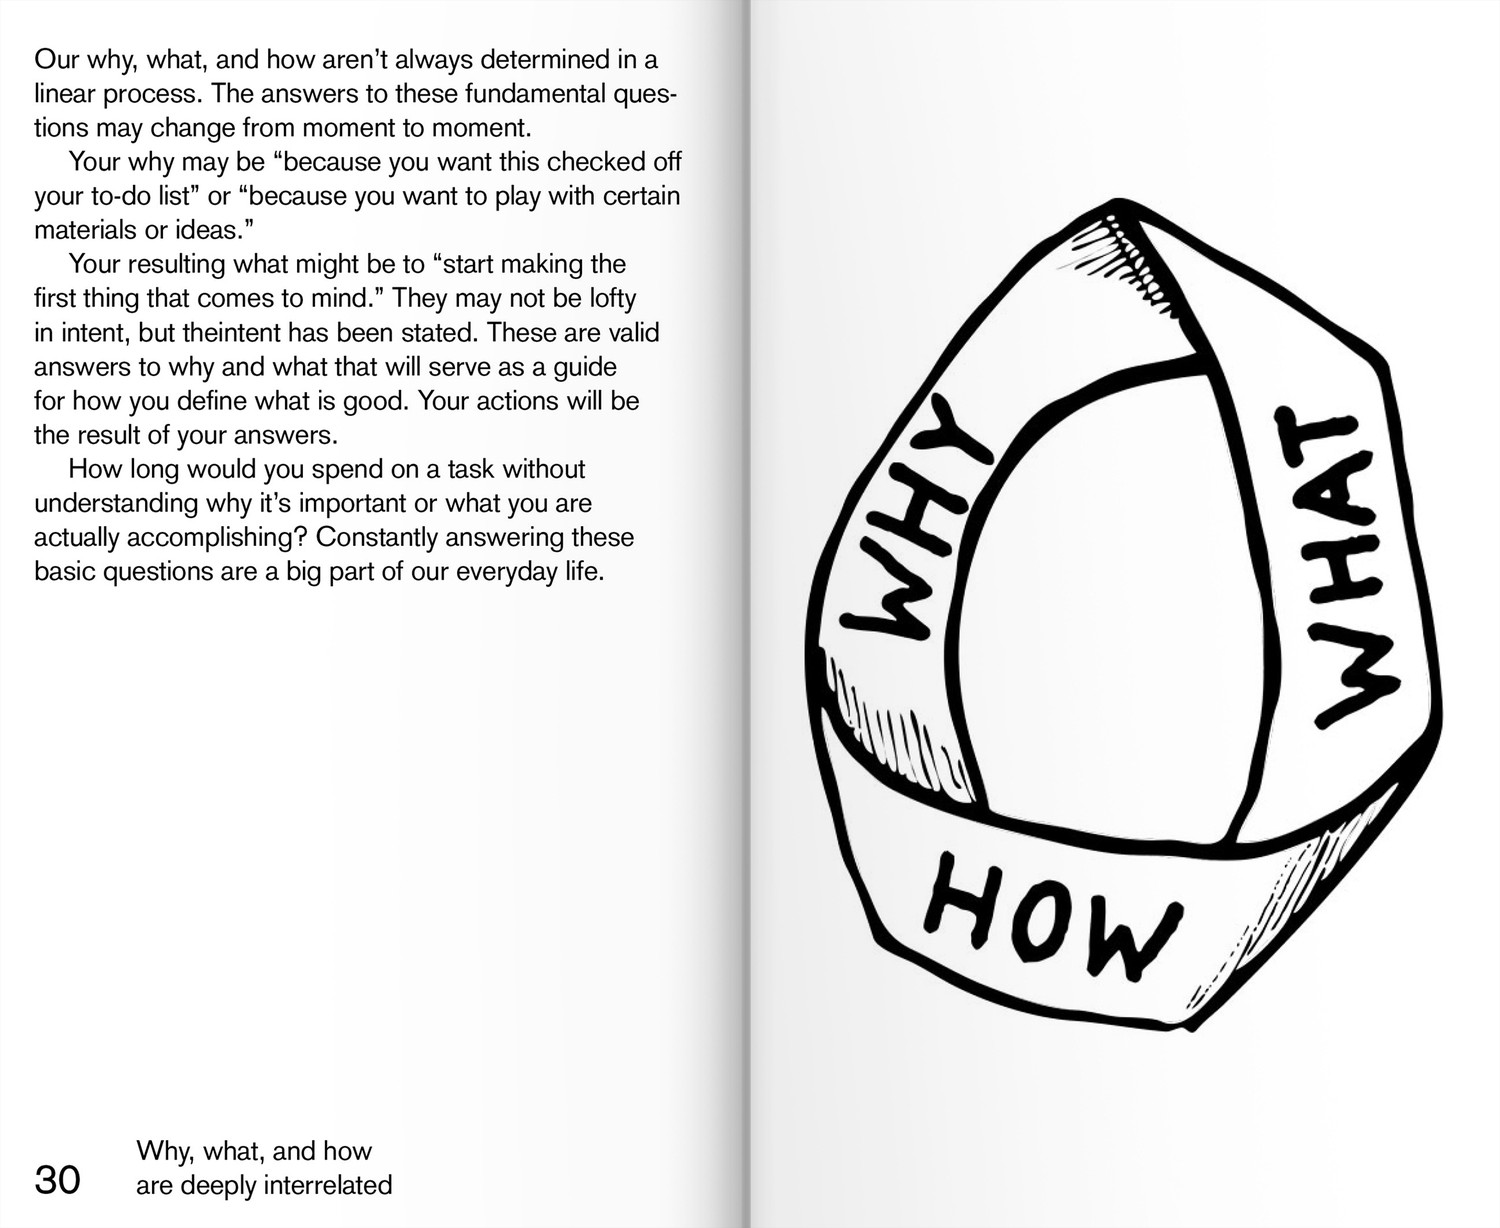 Our why, what, and how aren’t always determined in a
linear process. The answers to these fundamental ques-
tions may change from moment to moment.
Your why may be “because you want this checked off
your to-do list” or “because you want to play with certain
materials or ideas.”
Your resulting what might be to “start making the
first thing that comes to mind.” They may not be lofty
in intent, but theintent has been stated. These are valid
answers to why and what that will serve as a guide
for how you define what is good. Your actions will be
the result of your answers.
How long would you spend on a task without
understanding why it’s important or what you are
actually accomplishing? Constantly answering these
basic questions are a big part of our everyday life.
30
Why, what, and how
are deeply interrelated
WHY
WHAT
HOW